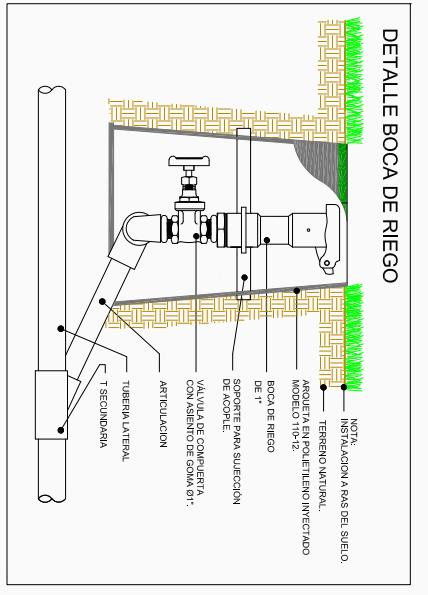 DETALLE BOCA DE RIEGO
NOTA:
INSTALACION A RAS DEL SUELO.
TERRENO NATURAL.
ARQUETA EN POLIETILENO INYECTADO
MODELO 110-12.
BOCA DE RIEGO
DE 1"
SOPORTE PARA SUJECCIÓN
DE ACOPLE.
VÁLVULA DE COMPUERTA
CON ASIENTO DE GOMA Ø1".
ARTICULACION
TUBERIA LATERAL
T SECUNDARIA